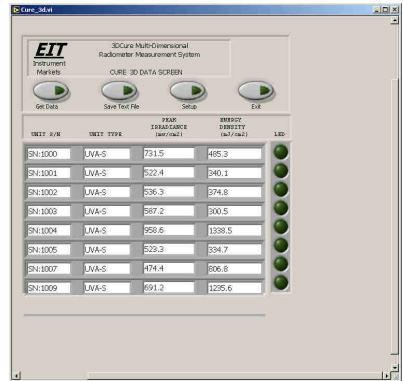 Cure_3d.vi
EIT
Instrument
Markets
3DCure Multi-Dimensional
Radiometer Measurement System
CURE 3D DATA SCREEN
Get Data Save Text File Setup Exit
UNIT S/N UNIT TYPE PEAK IRRADIANCE (mw/cm2) ENERGY DENSITY (mJ/cm2) LED
SN:1000 UVA-S 731.5 485.3
SN:1001 UVA-S 522.4 340.1
SN:1002 UVA-S 536.3 374.8
SN:1003 UVA-S 587.2 300.5
SN:1004 UVA-S 958.6 1338.5
SN:1005 UVA-S 523.3 334.7
SN:1007 UVA-S 474.4 806.8
SN:1009 UVA-S 691.2 1235.6